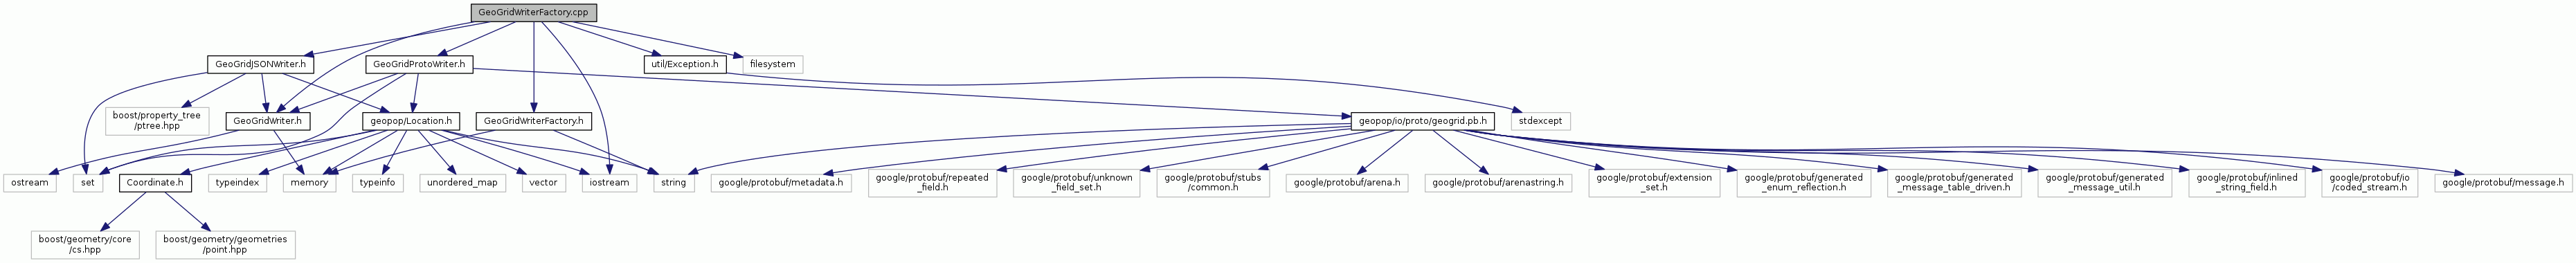 GeoGridWriterFactory.cpp
GeoGridJSONWriter.h
GeoGridProtoWriter.h
util/Exception.h
filesystem
boost/property_tree
/ptree.hpp
GeoGridWriter.h
geopop/Location.h
GeoGridWriterFactory.h
geopop/io/proto/geogrid.pb.h
stdexcept
ostream
set
Coordinate.h
typeindex
memory
typeinfo
unordered_map
vector
iostream
string
google/protobuf/metadata.h
google/protobuf/repeated
_field.h
google/protobuf/unknown
_field_set.h
google/protobuf/stubs
/common.h
google/protobuf/arena.h
google/protobuf/arenastring.h
google/protobuf/extension
_set.h
google/protobuf/generated
_enum_reflection.h
google/protobuf/generated
_message_table_driven.h
google/protobuf/generated
_message_util.h
google/protobuf/inlined
_string_field.h
google/protobuf/io
/coded_stream.h
google/protobuf/message.h
boost/geometry/core
/cs.hpp
boost/geometry/geometries
/point.hpp